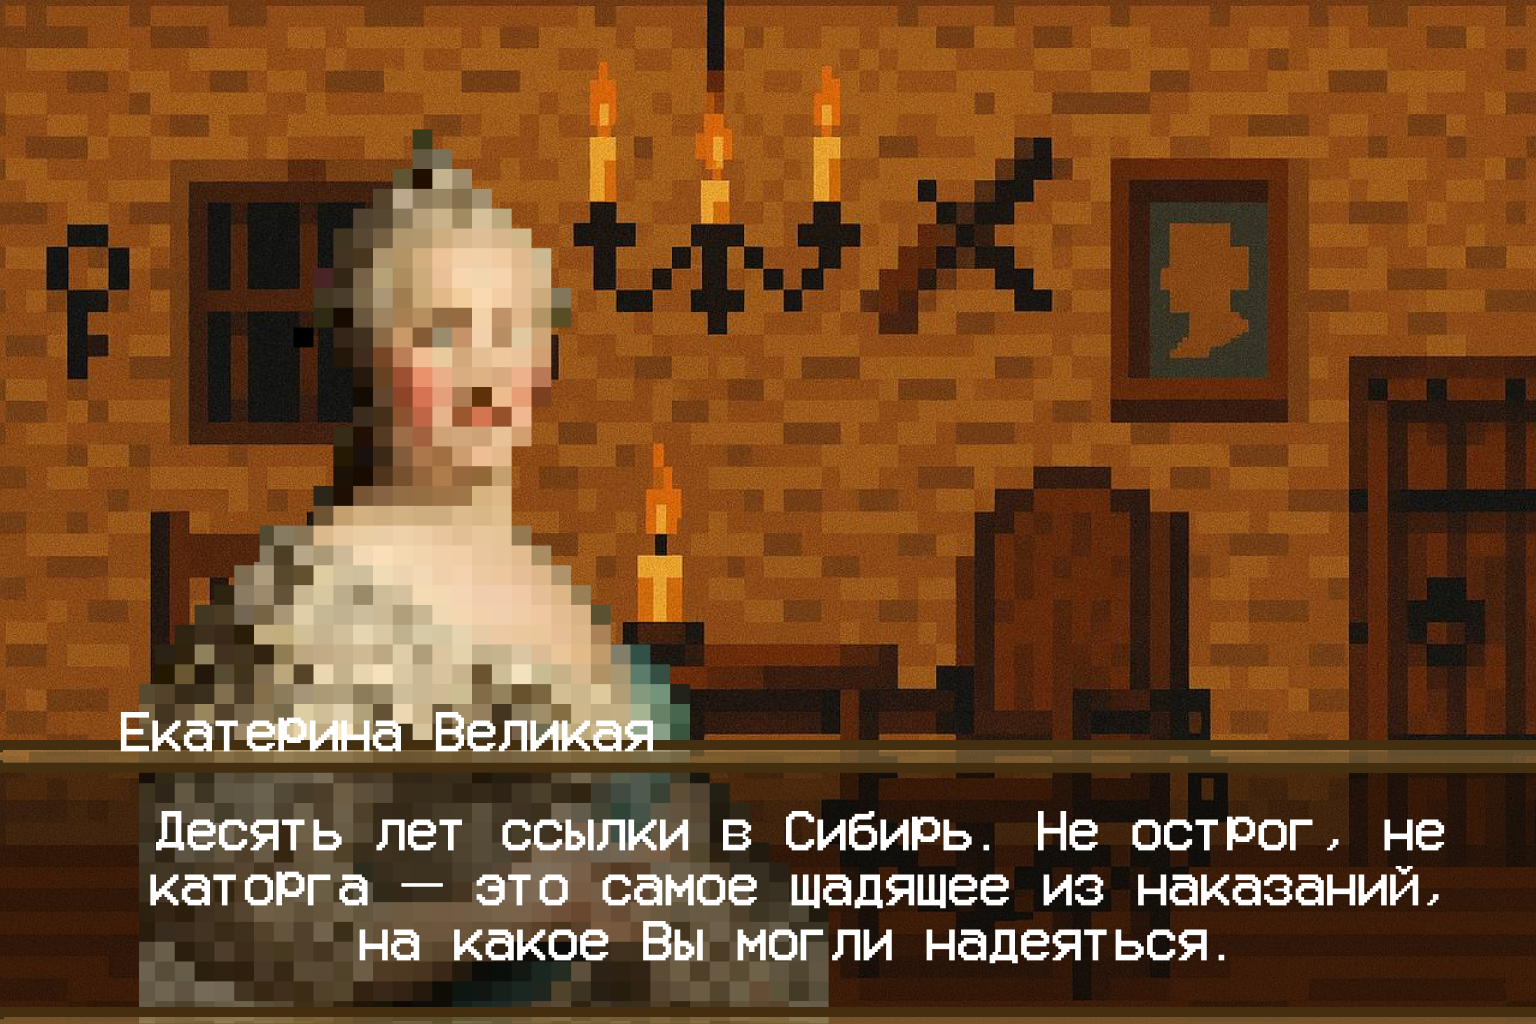 Екатерина Великая
Десять лет ссылки в Сибирь. Не острог, не
каторга — это самое щадящее из наказаний,
на какое Вы могли надеяться.